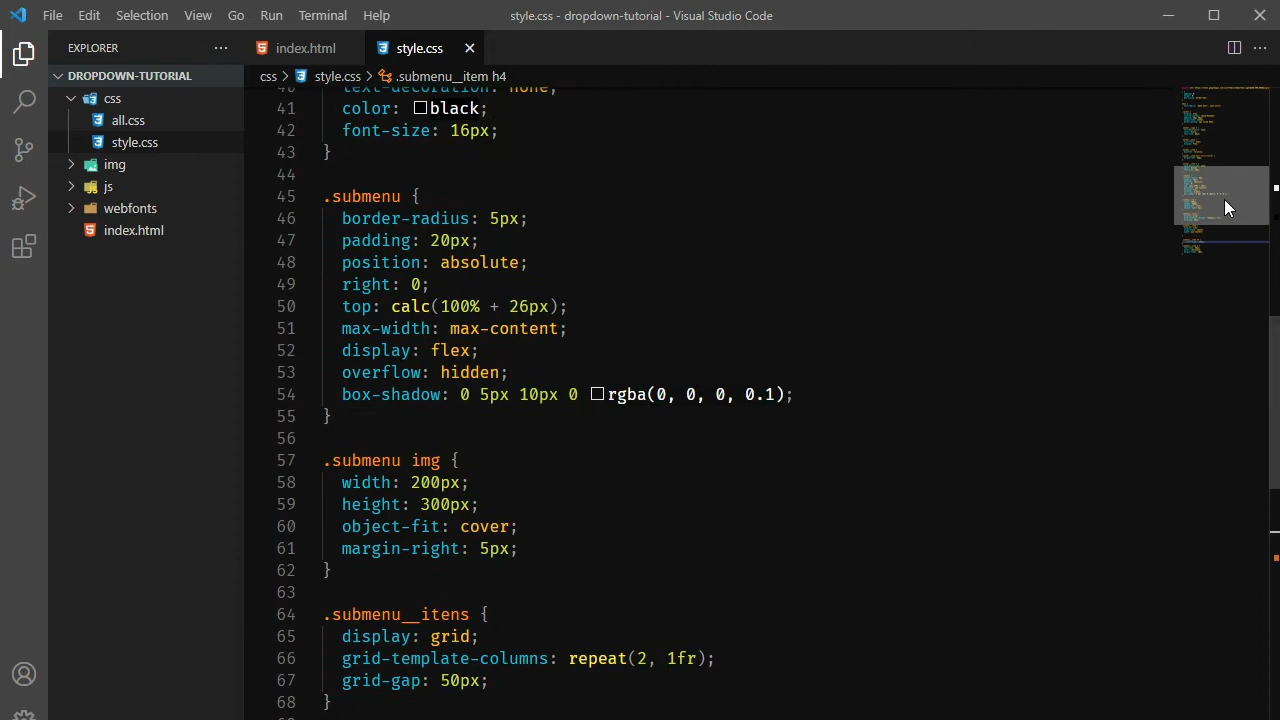 File Edit Selection View Go Run Terminal Help style.css - dropdown-tutorial - Visual Studio Code
EXPLORER
index.html
style.css
DROPDOWN-TUTORIAL
css
all.css
style.css
img
js
webfonts
index.html
css > style.css > .submenu__item h4
40 text-decoration: none;
41 color: black;
42 font-size: 16px;
43 }
44
45 .submenu {
46 border-radius: 5px;
47 padding: 20px;
48 position: absolute;
49 right: 0;
50 top: calc(100% + 26px);
51 max-width: max-content;
52 display: flex;
53 overflow: hidden;
54 box-shadow: 0 5px 10px 0 rgba(0, 0, 0, 0.1);
55 }
56
57 .submenu img {
58 width: 200px;
59 height: 300px;
60 object-fit: cover;
61 margin-right: 5px;
62 }
63
64 .submenu__itens {
65 display: grid;
66 grid-template-columns: repeat(2, 1fr);
67 grid-gap: 50px;
68 }